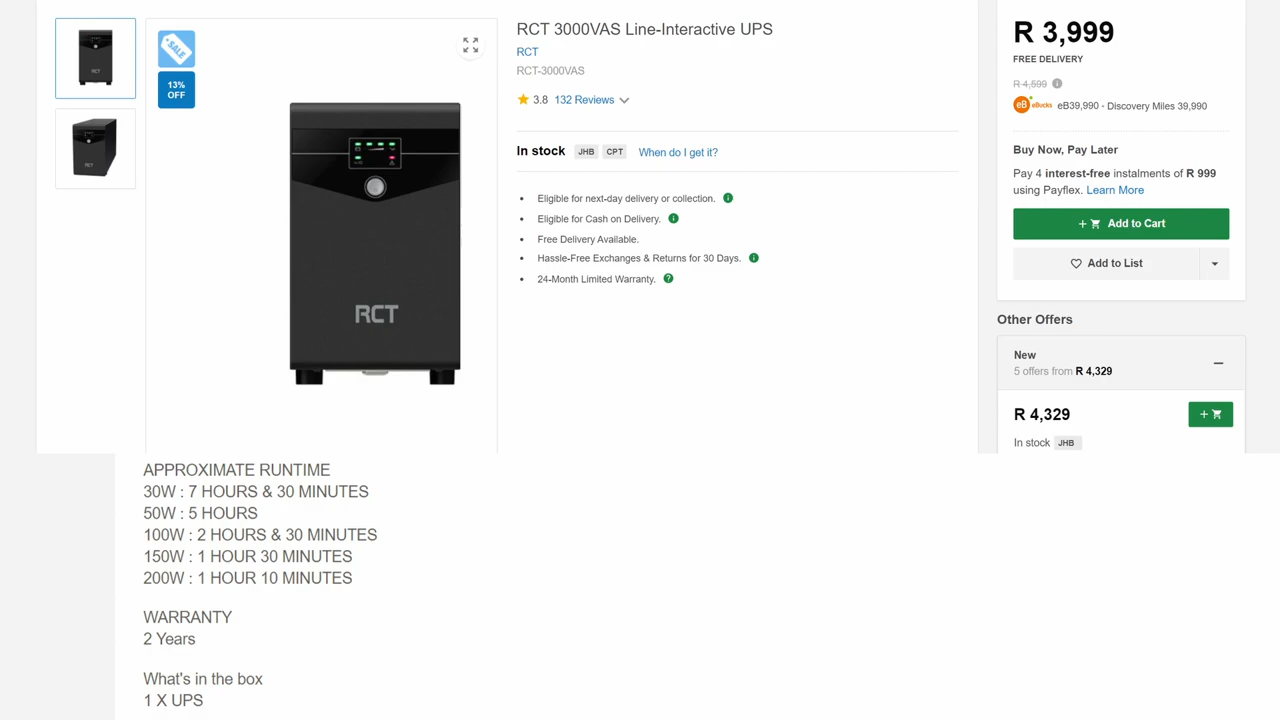 SALE
13%
OFF
RCT
RCT
RCT
RCT 3000VAS Line-Interactive UPS
RCT
RCT-3000VAS
3.8 132 Reviews
In stock JHB CPT When do I get it?
Eligible for next-day delivery or collection.
Eligible for Cash on Delivery.
Free Delivery Available.
Hassle-Free Exchanges & Returns for 30 Days.
24-Month Limited Warranty.
R 3,999
FREE DELIVERY
R 4,599
eB eBucks eB39,990 - Discovery Miles 39,990
Buy Now, Pay Later
Pay 4 interest-free instalments of R 999
using Payflex. Learn More
+ Add to Cart
Add to List
Other Offers
New
5 offers from R 4,329
R 4,329
+
In stock JHB
APPROXIMATE RUNTIME
30W : 7 HOURS & 30 MINUTES
50W : 5 HOURS
100W : 2 HOURS & 30 MINUTES
150W : 1 HOUR 30 MINUTES
200W : 1 HOUR 10 MINUTES
WARRANTY
2 Years
What's in the box
1 X UPS